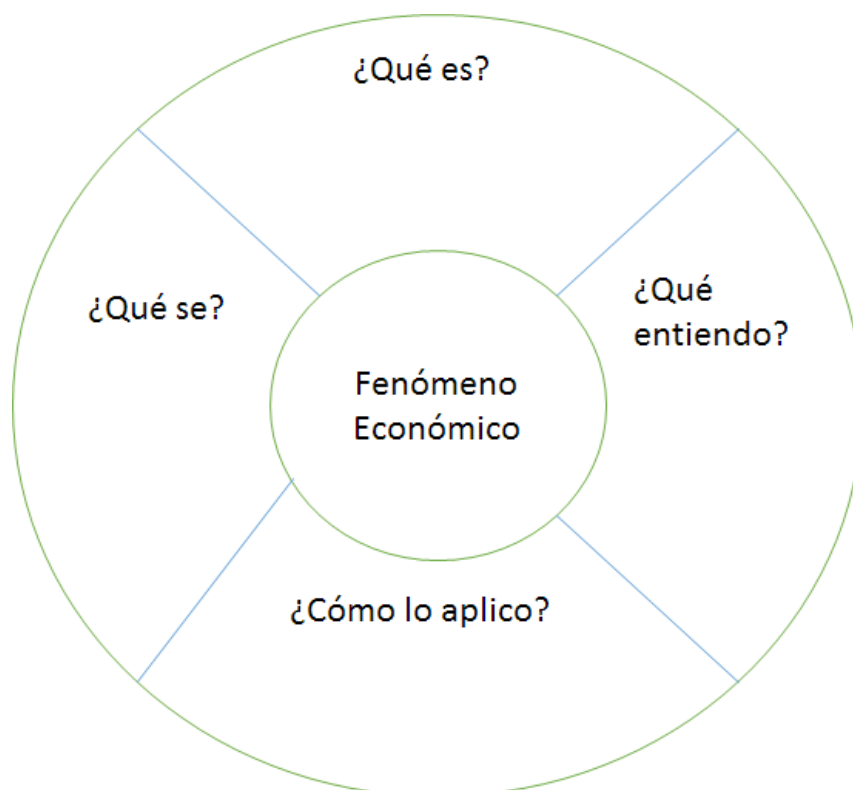 ¿Qué es?
¿Qué se?
¿Qué
entiendo?
Fenómeno
Económico
¿Cómo lo aplico?